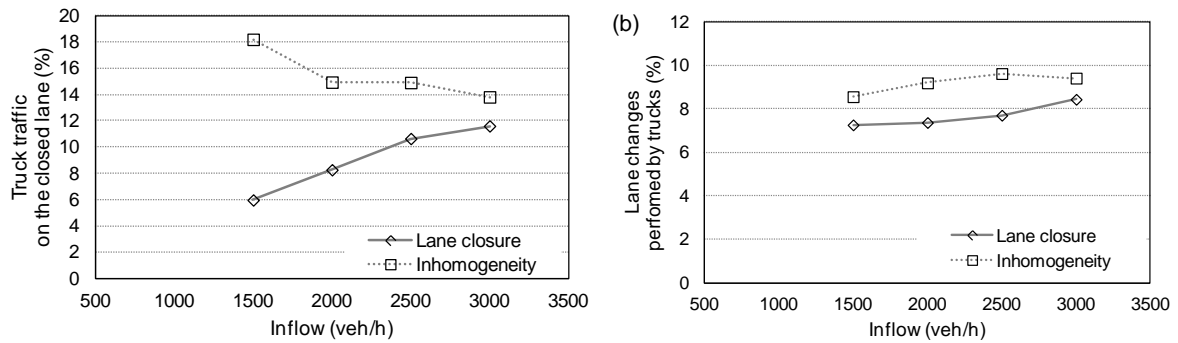 20
18
16
14
12
10
8
6
4
2
0
Truck traffic
on the closed lane (%)
Lane closure
Inhomogeneity
500 1000 1500 2000 2500 3000 3500
Inflow (veh/h)
(b)
12
10
8
6
4
2
0
Lane changes
perfomed by trucks (%)
Lane closure
Inhomogeneity
500 1000 1500 2000 2500 3000 3500
Inflow (veh/h)